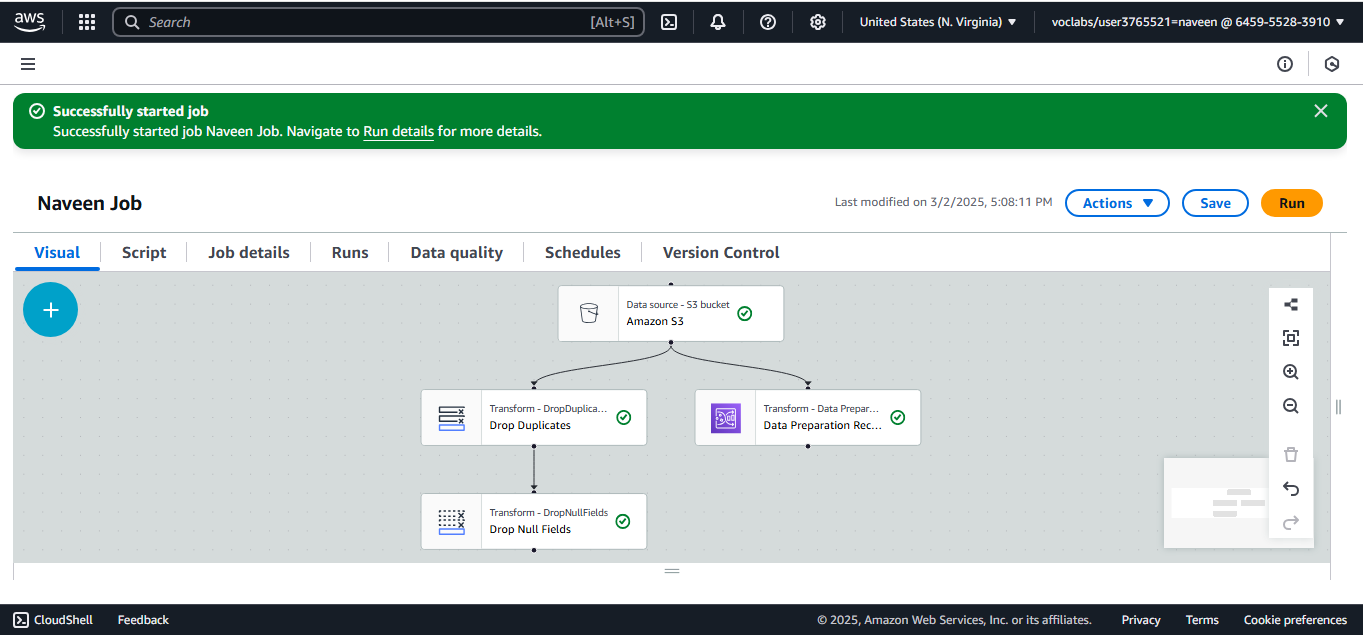 aws
Search
[Alt+S]
United States (N. Virginia)
voclabs/user3765521=naveen @ 6459-5528-3910
Successfully started job
Successfully started job Naveen Job. Navigate to Run details for more details.
Naveen Job
Last modified on 3/2/2025, 5:08:11 PM
Actions
Save
Run
Visual
Script
Job details
Runs
Data quality
Schedules
Version Control
Data source - S3 bucket
Amazon S3
Transform - DropDuplica...
Drop Duplicates
Transform - Data Prepar...
Data Preparation Rec...
Transform - DropNullFields
Drop Null Fields
CloudShell
Feedback
© 2025, Amazon Web Services, Inc. or its affiliates.
Privacy
Terms
Cookie preferences